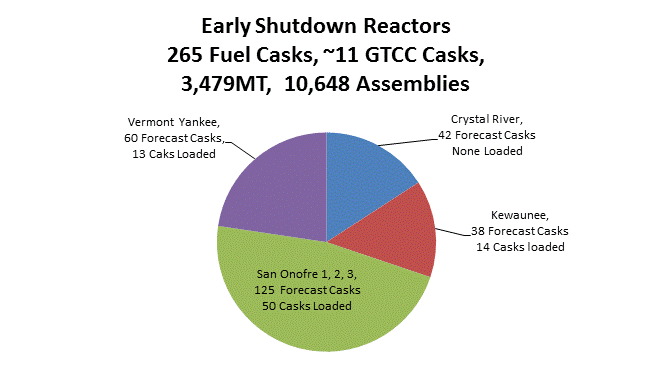 Early Shutdown Reactors
265 Fuel Casks, ~11 GTCC Casks,
3,479MT,  10,648 Assemblies
Vermont Yankee,
60 Forecast Casks,
13 Caks Loaded
Crystal River,
42 Forecast Casks
None Loaded
Kewaunee,
38 Forecast Casks
14 Casks loaded
San Onofre 1, 2, 3,
125  Forecast Casks
50 Casks Loaded